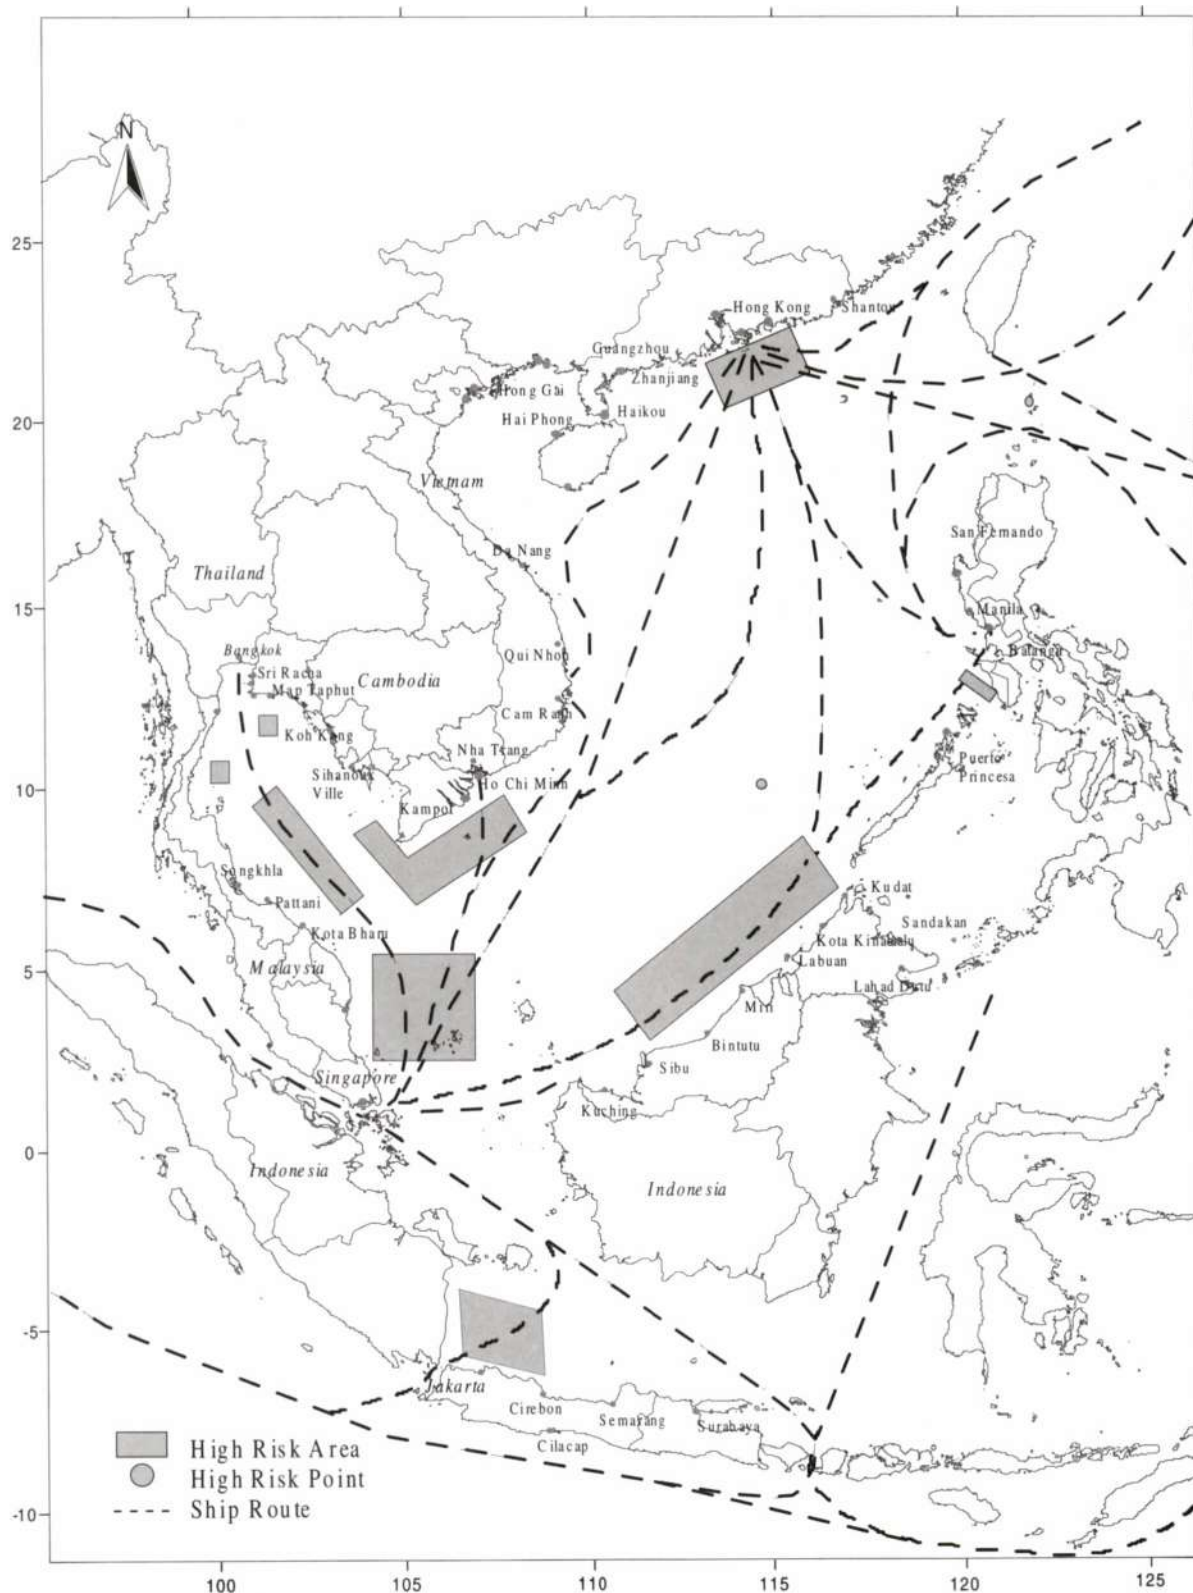 N
25
20
15
10
5
0
-5
-10
Hong Kong
Shantou
Guangzhou
Zhanjiang
Hong Gai
Hai Phong
Haikou
Vietnam
Da Nang
San Fernando
Thailand
Manila
Bangkok
Qui Nhon
Batanga
Sri Racha
Map Taphut
Cambodia
Cam Ranh
Koh Kang
Nha Trang
Sihanouk
Ville
Ho Chi Minh
Puerto
Princesa
Kampot
Songkhla
Kudat
Pattani
Sandakan
Kota Bham
Kota Kinabalu
Labuan
Malaysia
Lahad Datu
Miri
Bintutu
Sibu
Singapore
Kuching
Indonesia
Indonesia
Jakarta
Cirebon
Semarang
Surabaya
Cilacap
High Risk Area
High Risk Point
Ship Route
100
105
110
115
120
125